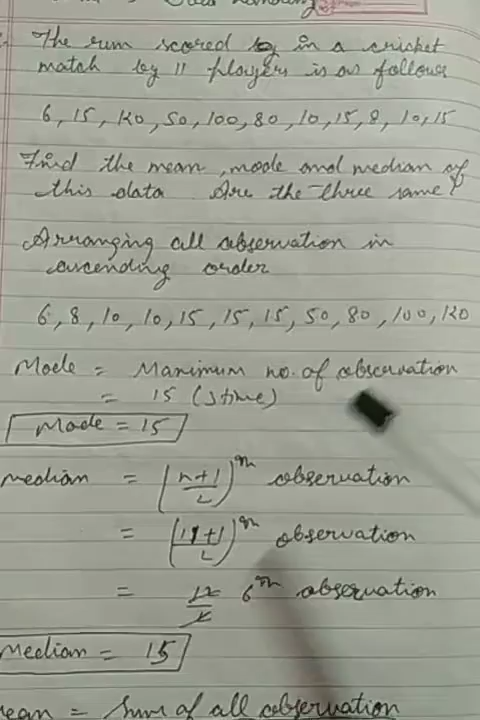 Data handling
The rum scored by in a cricket
match by 11 players is as follows
6, 15, 120, 50, 100, 80, 10, 15, 8, 10, 15
Find the mean, mode and median of
this data. Are the three same?
Arranging all observation in
ascending order
6, 8, 10, 10, 15, 15, 15, 50, 80, 100, 120
Mode = Maximum no. of observation
= 15 (3 time)
Mode = 15
median = (n+1/2)th observation
= (11+1/2)th observation
= 12/2 6th observation
Median = 15
mean = Sum of all observation